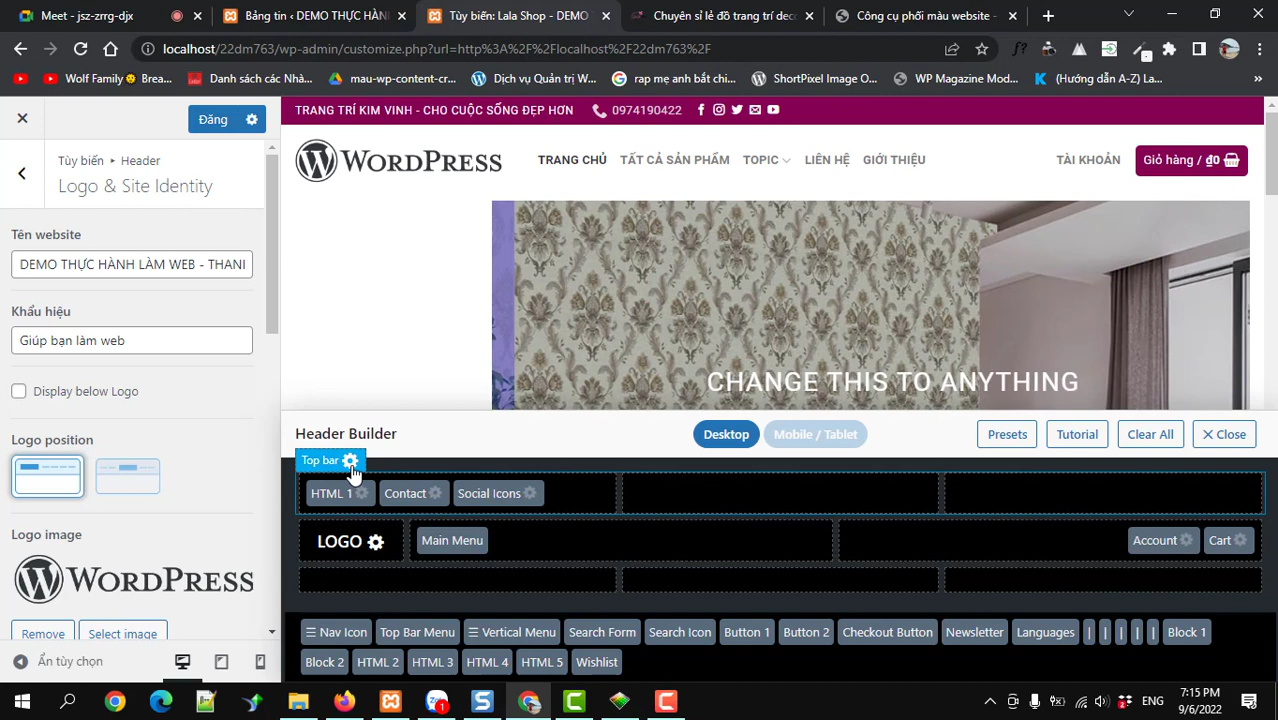 Meet - jsz-zrrg-djx
Bảng tin ‹ DEMO THỰC HÀN
Tùy biến: Lala Shop - DEMO
Chuyên sỉ lẻ đồ trang trí dec
Công cụ phối màu website -
localhost/22dm763/wp-admin/customize.php?url=http%3A%2F%2Flocalhost%2F22dm763%2F
Wolf Family Brea...
Danh sách các Nhà...
mau-wp-content-cr...
Dịch vụ Quản trị W...
rap mẹ anh bắt chi...
ShortPixel Image O...
WP Magazine Mod...
(Hướng dẫn A-Z) La...
Đăng
TRANG TRÍ KIM VINH - CHO CUỘC SỐNG ĐẸP HƠN 0974190422
Tùy biến ▸ Header
Logo & Site Identity
WORDPRESS
TRANG CHỦ TẤT CẢ SẢN PHẨM TOPIC LIÊN HỆ GIỚI THIỆU TÀI KHOẢN Giỏ hàng / ₫0
Tên website
DEMO THỰC HÀNH LÀM WEB - THANI
Khẩu hiệu
Giúp bạn làm web
Display below Logo
CHANGE THIS TO ANYTHING
Logo position
Header Builder
Desktop Mobile / Tablet
Presets Tutorial Clear All Close
Top bar
HTML 1 Contact Social Icons
LOGO Main Menu Account Cart
Logo image
WORDPRESS
Remove Select image
☰ Nav Icon Top Bar Menu ☰ Vertical Menu Search Form Search Icon Button 1 Button 2 Checkout Button Newsletter Languages | | | | | Block 1
Block 2 HTML 2 HTML 3 HTML 4 HTML 5 Wishlist
Ẩn tùy chọn
1
ENG
7:15 PM
9/6/2022